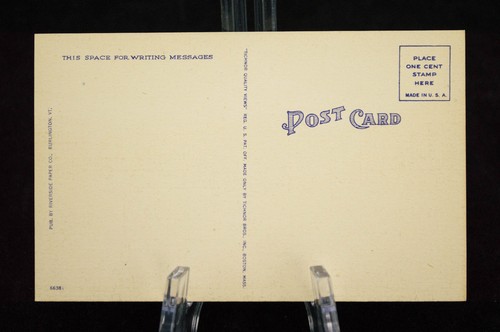 THIS SPACE FOR WRITING MESSAGES
PUB. BY RIVERSIDE PAPER CO., BURLINGTON, VT.
"TICHNOR QUALITY VIEWS" REG. U. S. PAT. OFF. MADE ONLY BY TICHNOR BROS., INC., BOSTON, MASS.
PLACE
ONE CENT
STAMP
HERE
MADE IN U. S. A.
POST CARD